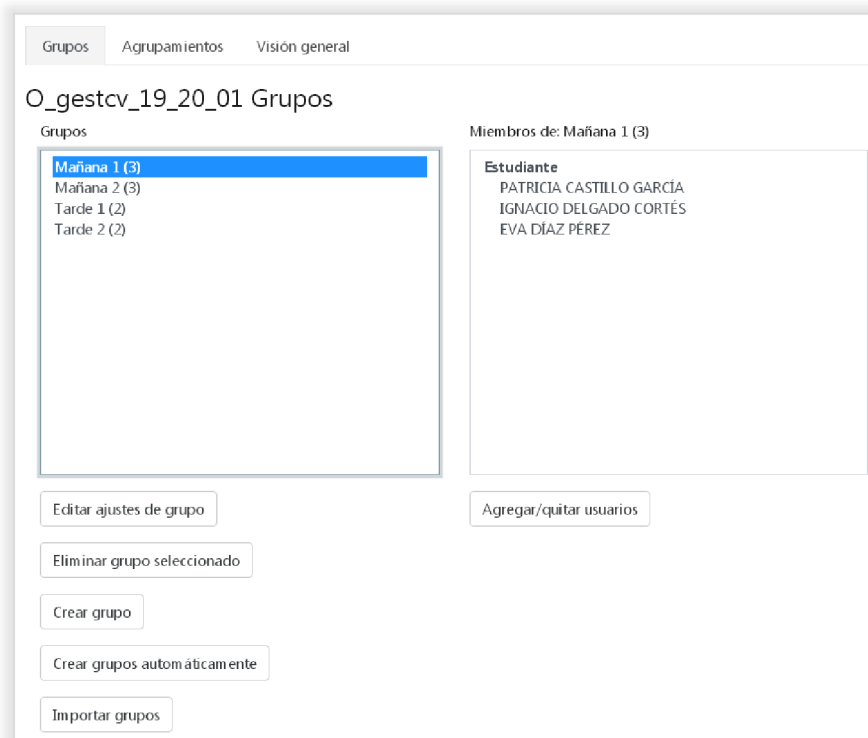 Grupos Agrupamientos Visión general
O_gestcv_19_20_01 Grupos
Grupos
Mañana 1 (3)
Mañana 2 (3)
Tarde 1 (2)
Tarde 2 (2)
Miembros de: Mañana 1 (3)
Estudiante
PATRICIA CASTILLO GARCÍA
IGNACIO DELGADO CORTÉS
EVA DÍAZ PÉREZ
Editar ajustes de grupo
Agregar/quitar usuarios
Eliminar grupo seleccionado
Crear grupo
Crear grupos automáticamente
Importar grupos